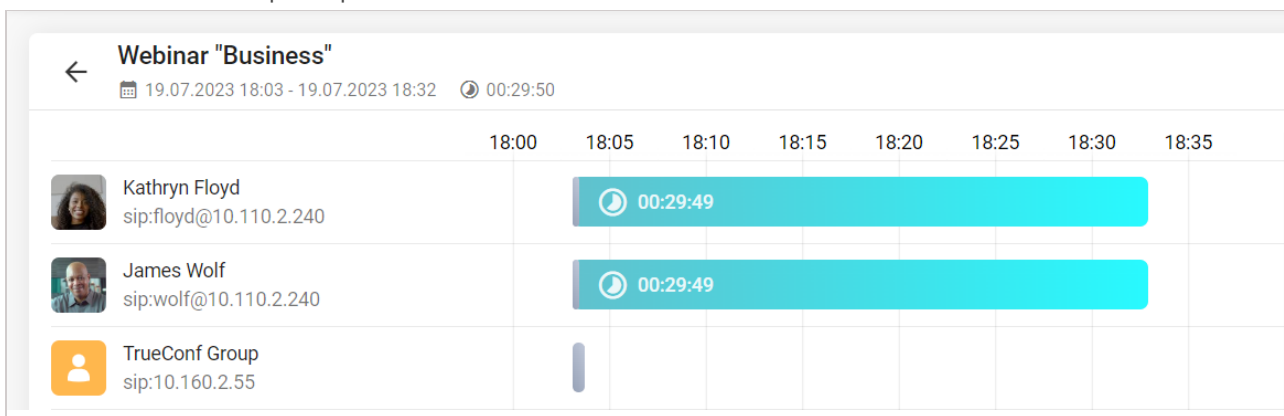 Webinar "Business"
19.07.2023 18:03 - 19.07.2023 18:32 00:29:50
18:00 18:05 18:10 18:15 18:20 18:25 18:30 18:35
Kathryn Floyd
00:29:49
sip:floyd@10.110.2.240
James Wolf
00:29:49
sip:wolf@10.110.2.240
TrueConf Group
sip:10.160.2.55